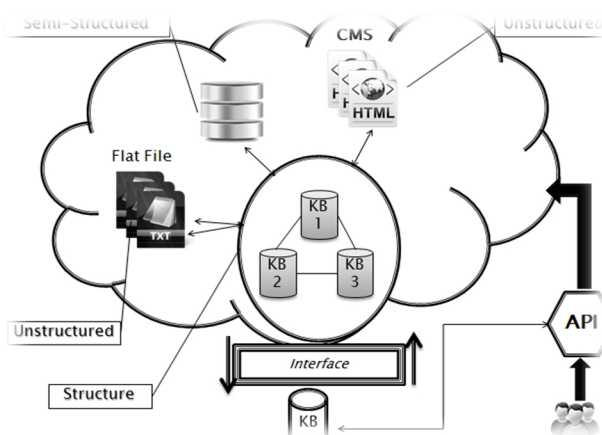 Semi-Structured
Unstructured
CMS
HTML
Flat File
TXT
KB
1
KB
2
KB
3
Unstructured
API
Interface
Structure
KB